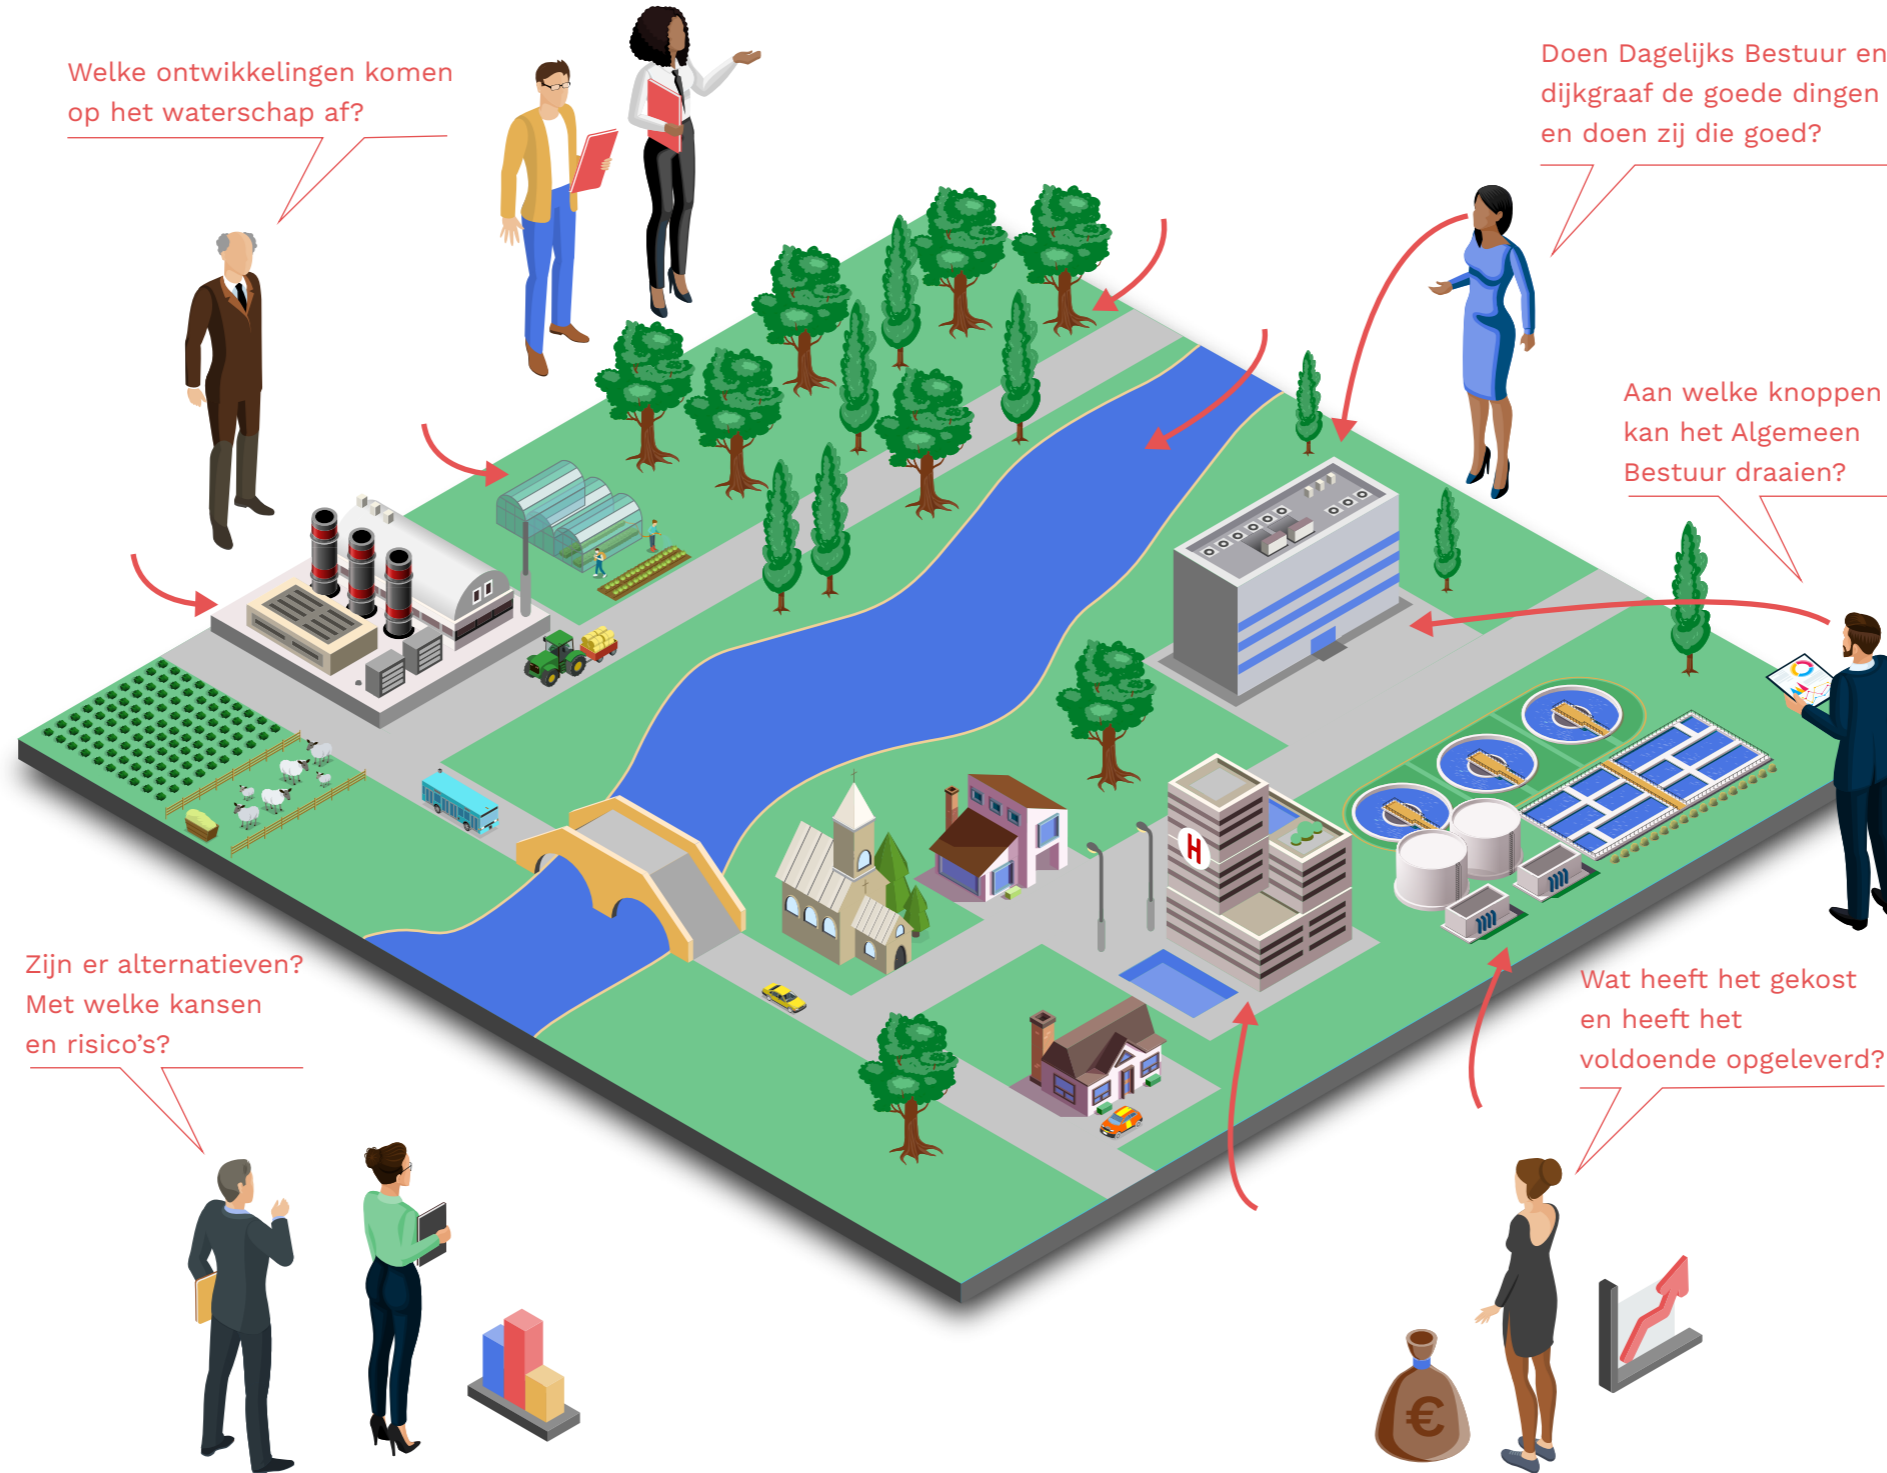 Welke ontwikkelingen komen
op het waterschap af?
Doen Dagelijks Bestuur en
dijkgraaf de goede dingen
en doen zij die goed?
Aan welke knoppen
kan het Algemeen
Bestuur draaien?
H
Zijn er alternatieven?
Met welke kansen
en risico’s?
Wat heeft het gekost
en heeft het
voldoende opgeleverd?
€